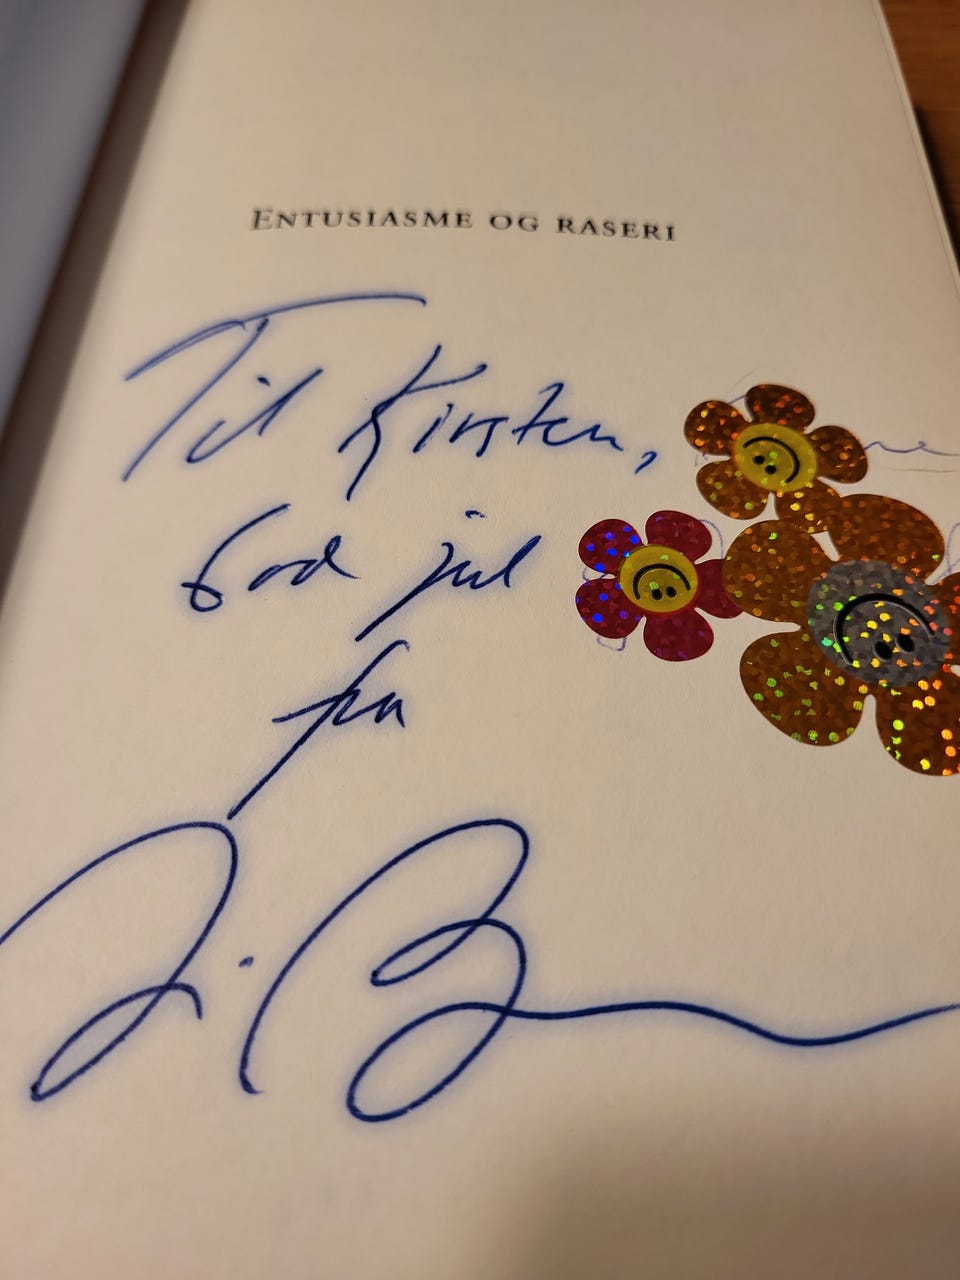 ENTUSIASME OG RASERI
Til Kirsten,
God jul
fra